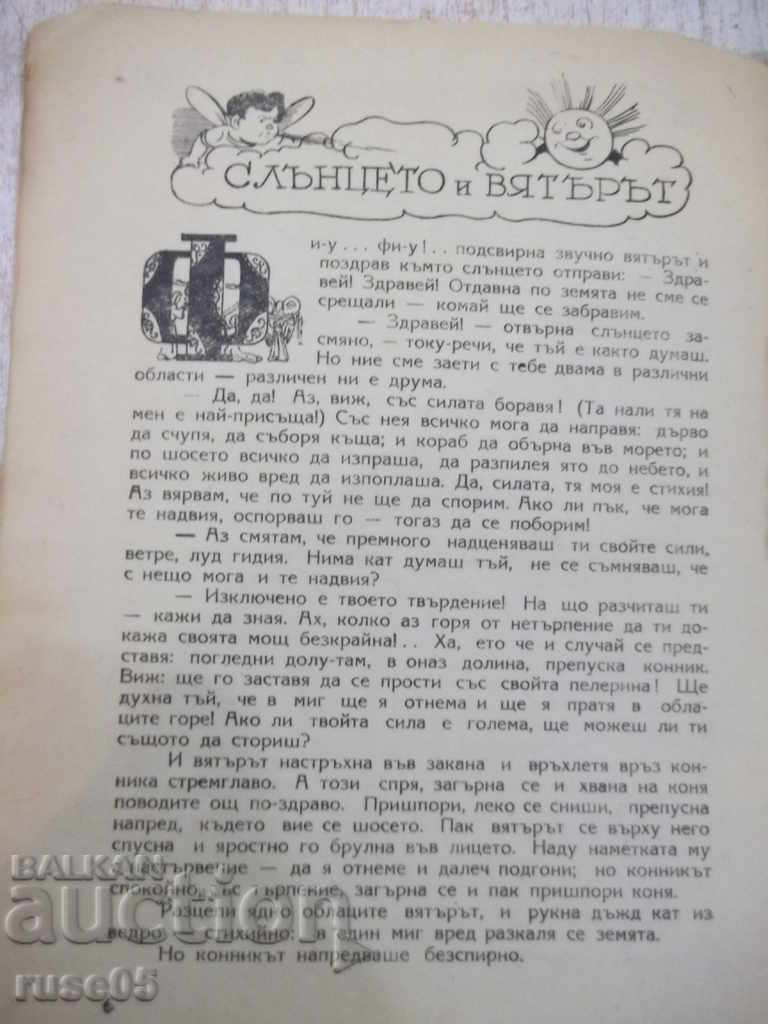 СЛЪНЦЕТО и ВЯТЪРЪТ
Ф
и-у... фи-у!.. подсвирна звучно вятърът и
поздрав към­то слънцето отправи: — Здра-
вей! Здравей! Отдавна по земята не сме се
срещали — комай ще се забравим.
— Здравей! — отвърна слънцето за-
смяно, — току-речи, че тъй е както думаш.
Но ние сме заети с тебе двама в различни
области — различен ни е друма.
— Да, да! Аз, виж, със силата боравя! (Та нали тя на
мен е най-присъща!) Със нея всичко мога да направя: дърво
да счупя, да съборя къща; и кораб да обърна във морето; и
по шосето всичко да изпраша, да разпилея ято до небето, и
всичко живо вред да изпоплаша. Да, силата, тя моя е стихия!
Аз вярвам, че по туй не ще да спорим. Ако ли пък, че мога
те надвия, оспорваш го — тогаз да се поборим!
— Аз смятам, че премного надценяваш ти свойте сили,
ветре, луд гидия. Нима кат думаш тъй, не се съмняваш, че
с нещо мога и те надвия?
— Изключено е твоето твърдение! На що разчиташ ти
— кажи да зная. Ах, колко аз горя от нетърпение да ти до-
кажа своята мощ безкрайна!.. Ха, ето че и случай се пред-
ставя: погледни долу-там, в оназ долина, препуска конник.
Виж: ще го заставя да се прости със свойта пелерина! Ще
духна тъй, че в миг ще я отнема и ще я пратя в обла-
ците горе! Ако ли твойта сила е голема, ще можеш ли ти
същото да сториш?
И вятърът настръхна във закана и връхлетя връз кон-
ника стремглаво. А този спря, загърна се и хвана на коня
поводите ощ по-здраво. Пришпори, леко се сниши, препусна
напред, където вие се шосето. Пак вятърът се върху него
спусна и яростно го брулна във лицето. Наду наметката му
с настървение — да я отнеме и далеч подгони; но конникът
спокойно, със търпение, загърна се и пак пришпори коня.
Разцепи ядно облаците вятърът, и рукна дъжд кат из
ведро — стихийно: в един миг вред разкаля се земята.
Но конникът напредваше безспирно.
6
BALKAN
auction
ruse05